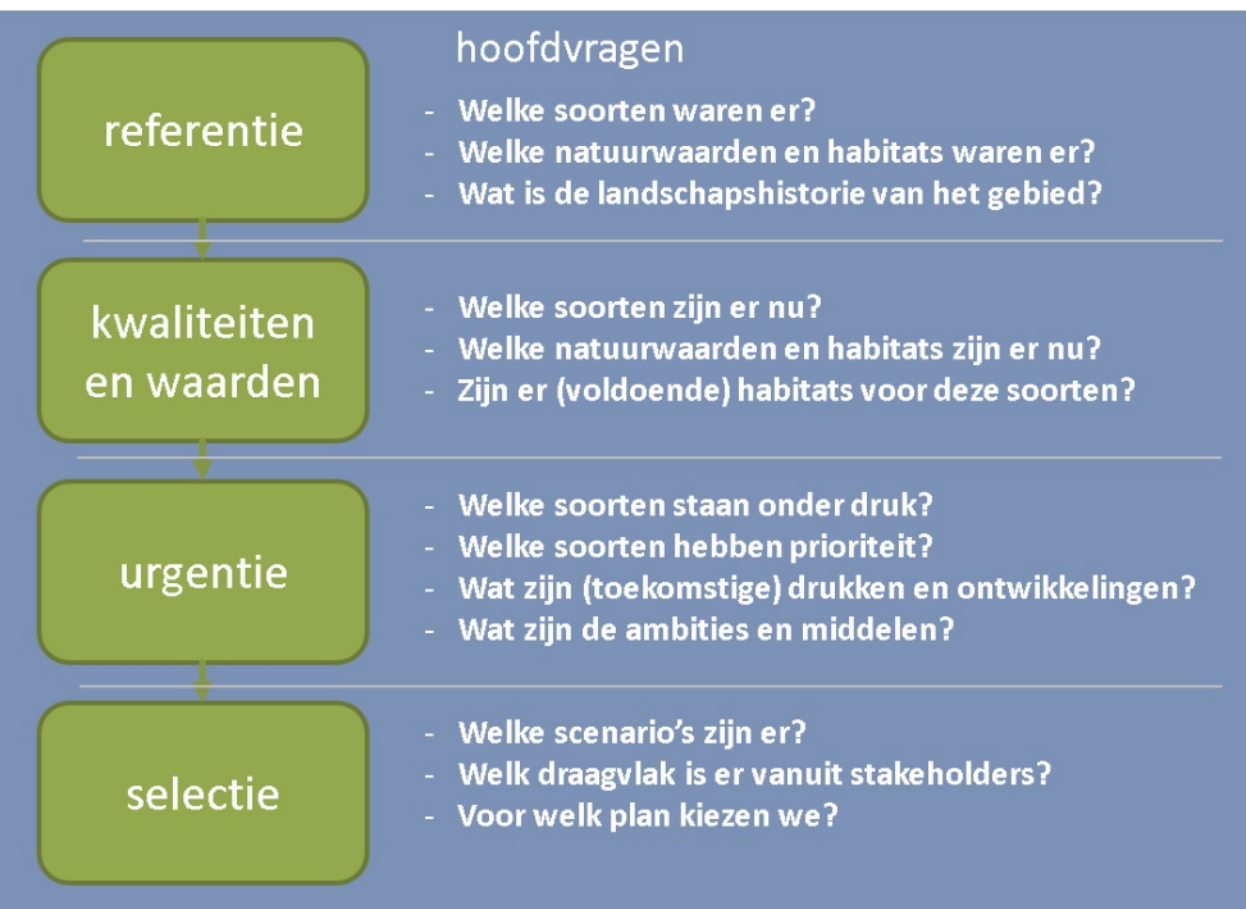 hoofdvragen
referentie
- Welke soorten waren er?
- Welke natuurwaarden en habitats waren er?
- Wat is de landschapshistorie van het gebied?
kwaliteiten
en waarden
- Welke soorten zijn er nu?
- Welke natuurwaarden en habitats zijn er nu?
- Zijn er (voldoende) habitats voor deze soorten?
urgentie
- Welke soorten staan onder druk?
- Welke soorten hebben prioriteit?
- Wat zijn (toekomstige) drukken en ontwikkelingen?
- Wat zijn de ambities en middelen?
selectie
- Welke scenario’s zijn er?
- Welk draagvlak is er vanuit stakeholders?
- Voor welk plan kiezen we?